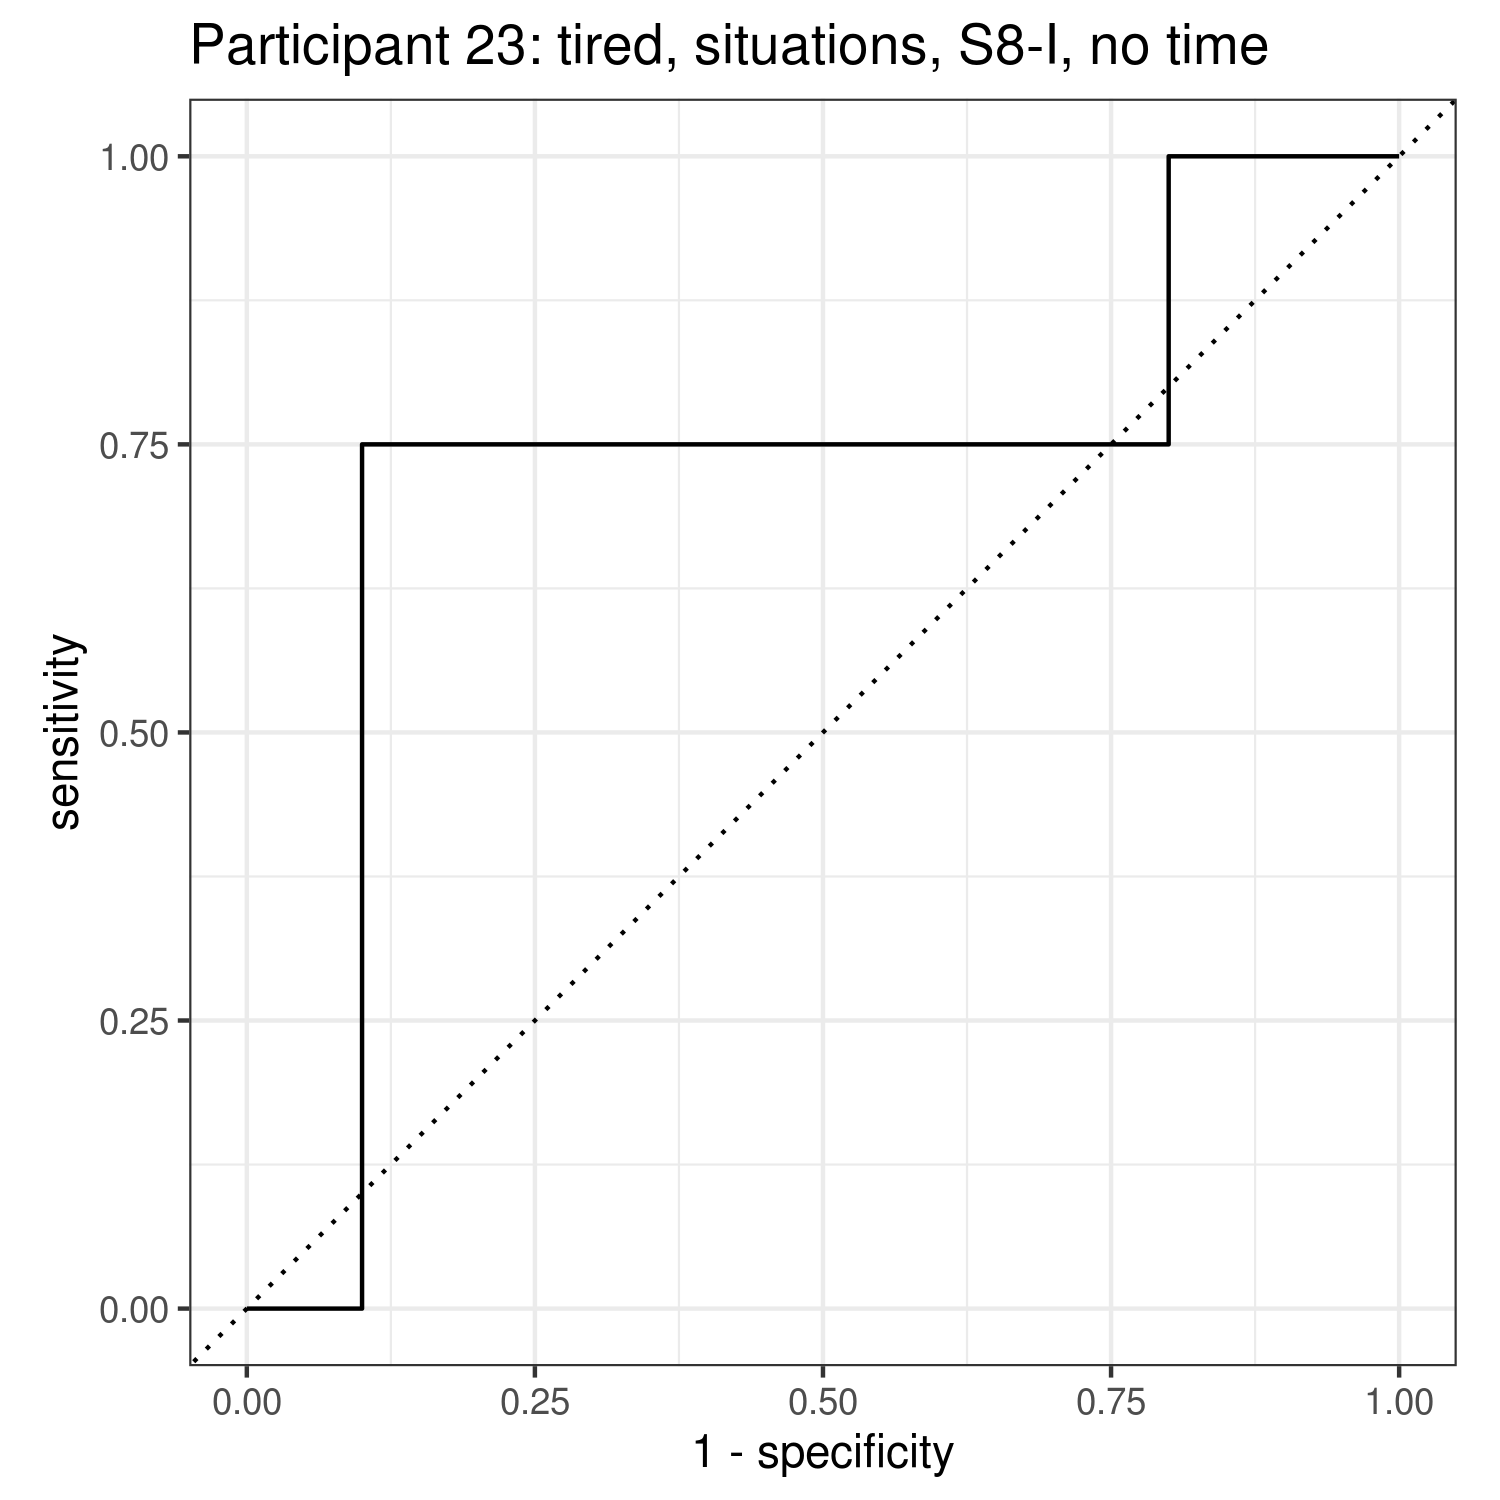 Participant 23: tired, situations, S8-I, no time
1.00
0.75
0.50
0.25
0.00
sensitivity
0.00 0.25 0.50 0.75 1.00
1 - specificity